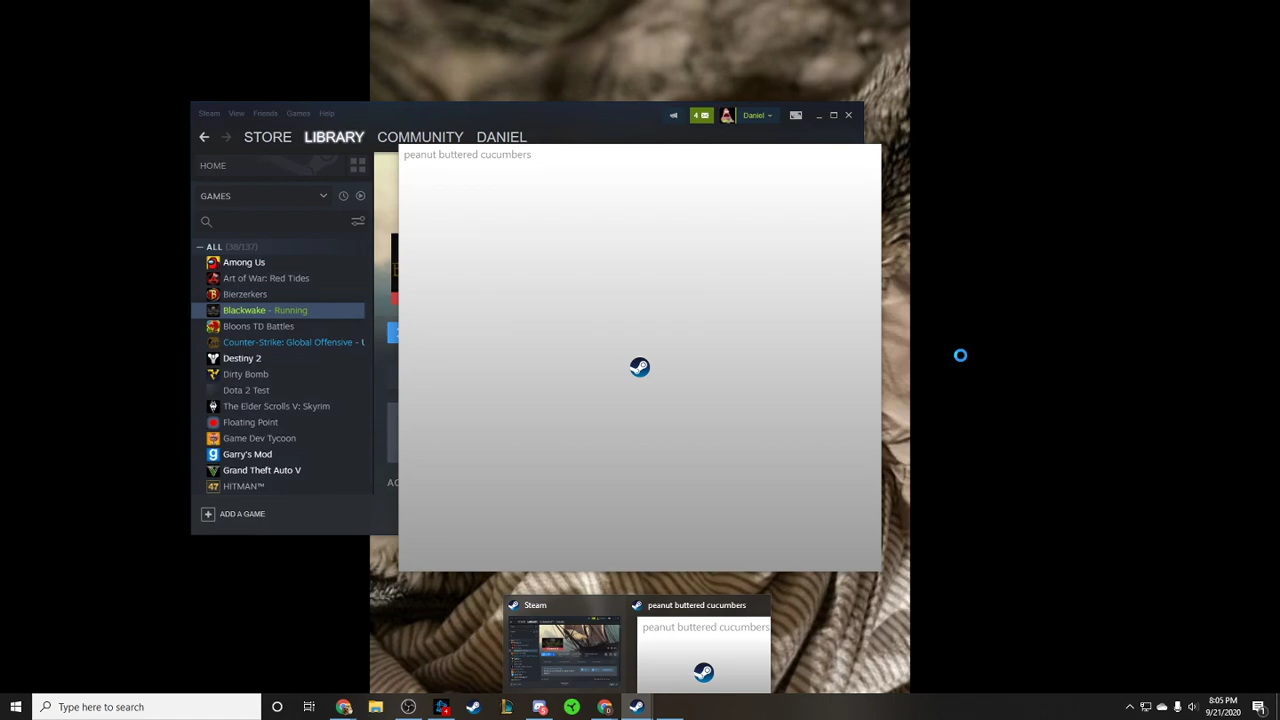 Steam View Friends Games Help
4 Daniel
STORE LIBRARY COMMUNITY DANIEL
peanut buttered cucumbers
HOME
GAMES
ALL (38/137)
Among Us
Art of War: Red Tides
Bierzerkers
Blackwake - Running
Bloons TD Battles
Counter-Strike: Global Offensive - U
Destiny 2
Dirty Bomb
Dota 2 Test
The Elder Scrolls V: Skyrim
Floating Point
Game Dev Tycoon
Garry's Mod
Grand Theft Auto V
47 HITMAN™
ADD A GAME
Steam
peanut buttered cucumbers
peanut buttered cucumbers
Type here to search
8:05 PM
9/21/2020